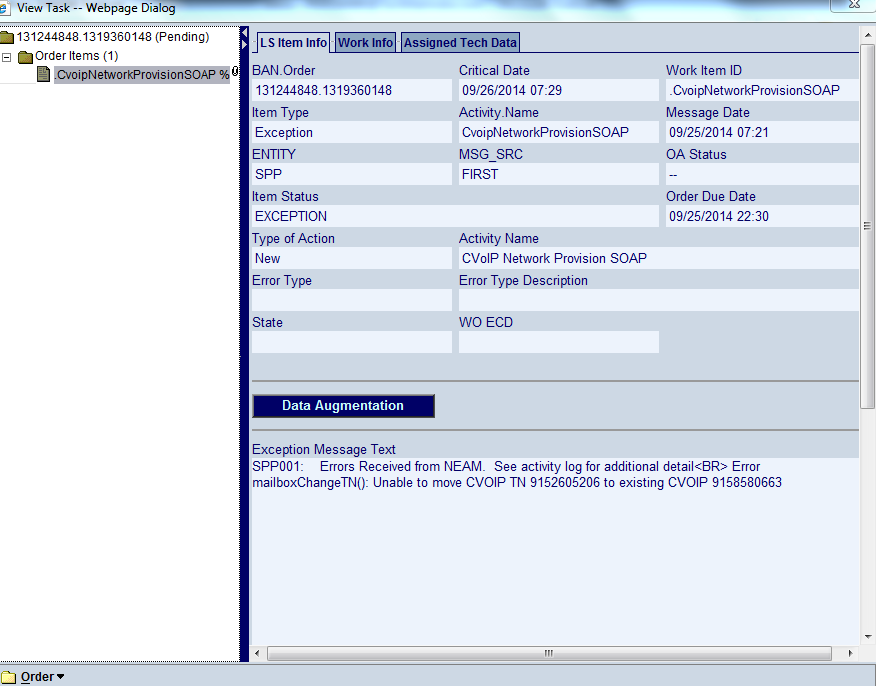 View Task -- Webpage Dialog
131244848.1319360148 (Pending)
Order Items (1)
.CvoipNetworkProvisionSOAP %
LS Item Info Work Info Assigned Tech Data
BAN.Order Critical Date Work Item ID
131244848.1319360148 09/26/2014 07:29 .CvoipNetworkProvisionSOAP
Item Type Activity.Name Message Date
Exception CvoipNetworkProvisionSOAP 09/25/2014 07:21
ENTITY MSG_SRC OA Status
SPP FIRST --
Item Status Order Due Date
EXCEPTION 09/25/2014 22:30
Type of Action Activity Name
New CVoIP Network Provision SOAP
Error Type Error Type Description
State WO ECD
Data Augmentation
Exception Message Text
SPP001: Errors Received from NEAM. See activity log for additional detail<BR> Error
mailboxChangeTN(): Unable to move CVOIP TN 9152605206 to existing CVOIP 9158580663
Order